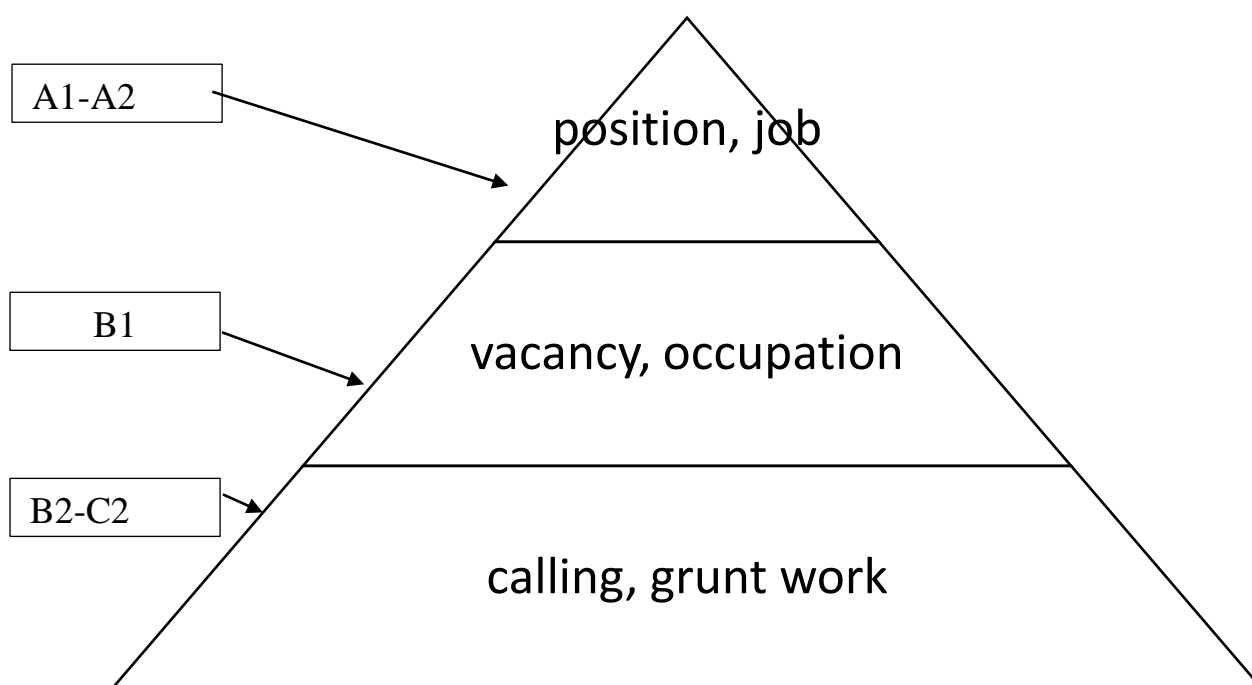 A1-A2
position, job
B1
vacancy, occupation
B2-C2
calling, grunt work